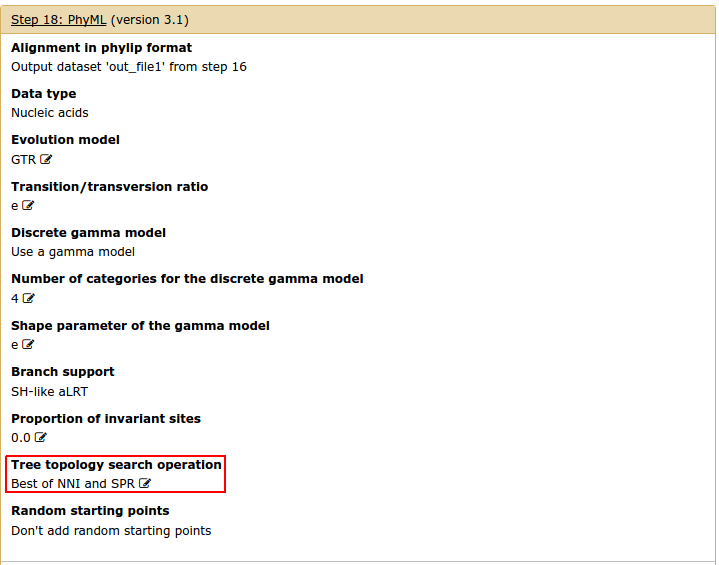 Step 18: PhyML (version 3.1)
Alignment in phylip format
Output dataset 'out_file1' from step 16
Data type
Nucleic acids
Evolution model
GTR
Transition/transversion ratio
e
Discrete gamma model
Use a gamma model
Number of categories for the discrete gamma model
4
Shape parameter of the gamma model
e
Branch support
SH-like aLRT
Proportion of invariant sites
0.0
Tree topology search operation
Best of NNI and SPR
Random starting points
Don't add random starting points